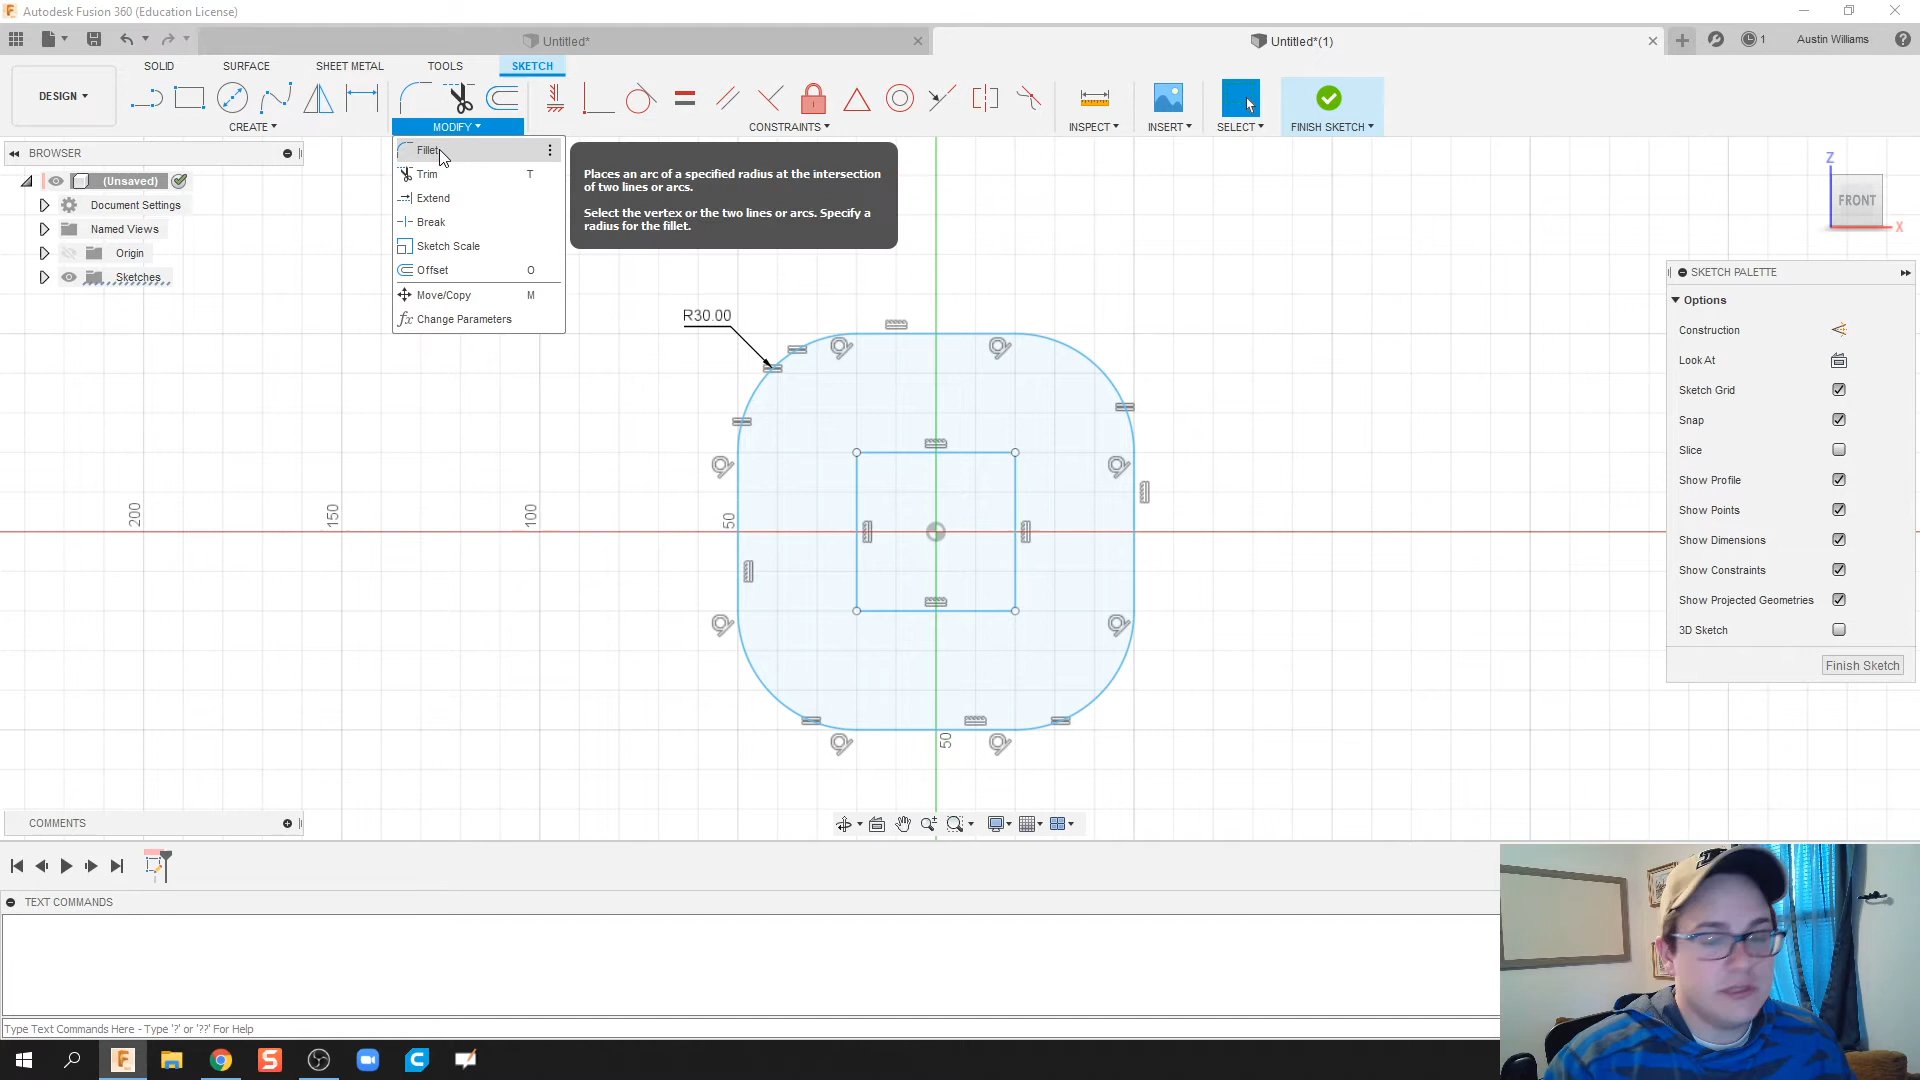 Autodesk Fusion 360 (Education License)
Untitled*
Untitled*(1)
1
Austin Williams
SOLID
SURFACE
SHEET METAL
TOOLS
SKETCH
DESIGN
CREATE
MODIFY
CONSTRAINTS
INSPECT
INSERT
SELECT
FINISH SKETCH
BROWSER
(Unsaved)
Document Settings
Named Views
Origin
Sketches
Fillet
Trim T
Extend
Break
Sketch Scale
Offset O
Move/Copy M
Change Parameters
Places an arc of a specified radius at the intersection
of two lines or arcs.
Select the vertex or the two lines or arcs. Specify a
radius for the fillet.
Z
FRONT
X
R30.00
200
150
100
50
50
SKETCH PALETTE
Options
Construction
Look At
Sketch Grid
Snap
Slice
Show Profile
Show Points
Show Dimensions
Show Constraints
Show Projected Geometries
3D Sketch
Finish Sketch
COMMENTS
TEXT COMMANDS
Type Text Commands Here - Type '?' or '??' For Help